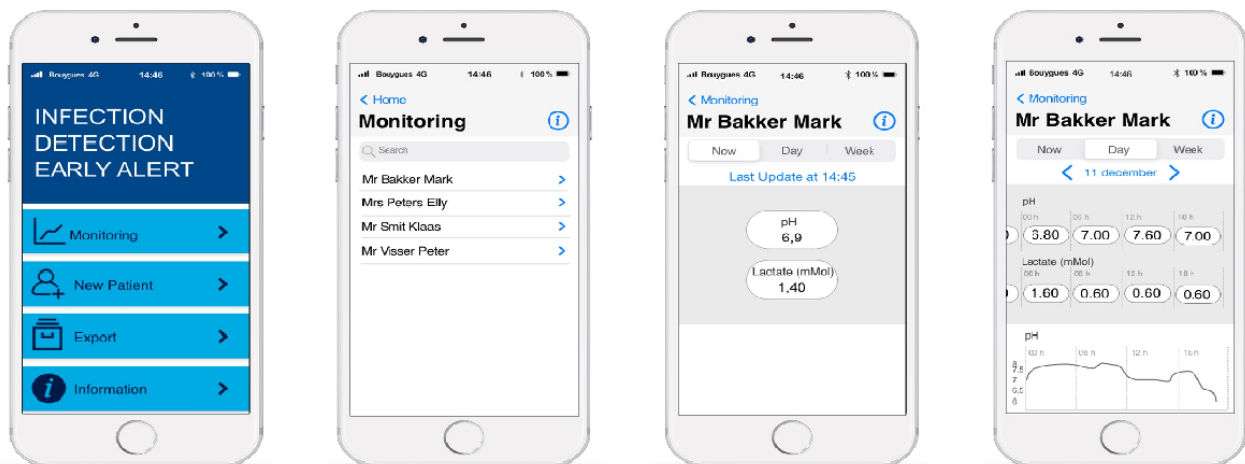 Bouygues 4G 14:46 100 %
INFECTION
DETECTION
EARLY ALERT
Monitoring
New Patient
Export
Information
Bouygues 4G 14:46 100 %
Home
Monitoring
Search
Mr Bakker Mark
Mrs Peters Elly
Mr Smit Klaas
Mr Visser Peter
Bouygues 4G 14:46 100 %
Monitoring
Mr Bakker Mark
Now Day Week
Last Update at 14:45
pH
6,9
Lactate (mMol)
1,40
Bouygues 4G 14:46 100 %
Monitoring
Mr Bakker Mark
Now Day Week
11 december
pH
00 h 06 h 12 h 18 h
6.80 7.00 7.60 7.00
Lactate (mMol)
12 h 18 h
1.60 0.60 0.60 0.60
pH
00 h 06 h 12 h 18 h
8
7.5
7
6.5
6